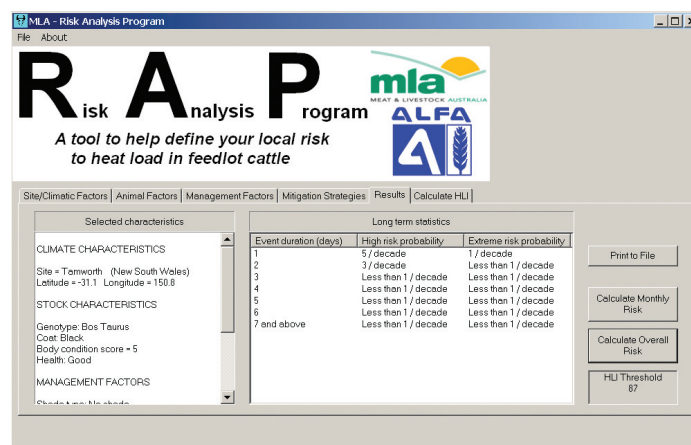 MLA - Risk Analysis Program
File About
Risk Analysis Program
A tool to help define your local risk
to heat load in feedlot cattle
mla
MEAT & LIVESTOCK AUSTRALIA
ALFA
Site/Climatic Factors Animal Factors Management Factors Mitigation Strategies Results Calculate HLI
Selected characteristics
CLIMATE CHARACTERISTICS
Site = Tamworth (New South Wales)
Latitude = -31.1 Longitude = 150.8
STOCK CHARACTERISTICS
Genotype: Bos Taurus
Coat: Black
Body condition score = 5
Health: Good
MANAGEMENT FACTORS
Shade type: No shade
Long term statistics
Event duration (days) High risk probability Extreme risk probability
1 5 / decade 1 / decade
2 3 / decade Less than 1 / decade
3 Less than 1 / decade Less than 1 / decade
4 Less than 1 / decade Less than 1 / decade
5 Less than 1 / decade Less than 1 / decade
6 Less than 1 / decade Less than 1 / decade
7 and above Less than 1 / decade Less than 1 / decade
Print to File
Calculate Monthly
Risk
Calculate Overall
Risk
HLI Threshold
87